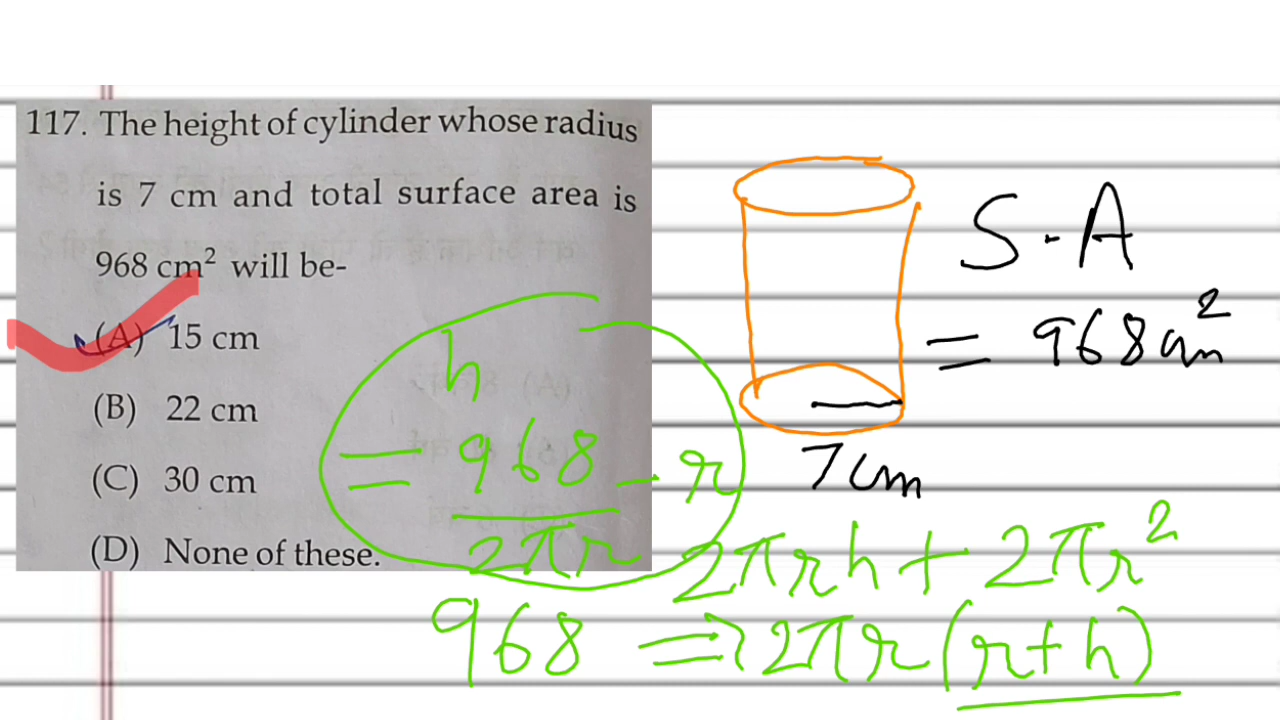 117. The height of cylinder whose radius
is 7 cm and total surface area is
968 cm² will be-
(A) 15 cm
(B) 22 cm
(C) 30 cm
(D) None of these.
S.A
= 968 cm²
7cm
h
= 968/2πr - r
2πrh + 2πr²
968 => 2πr(r+h)